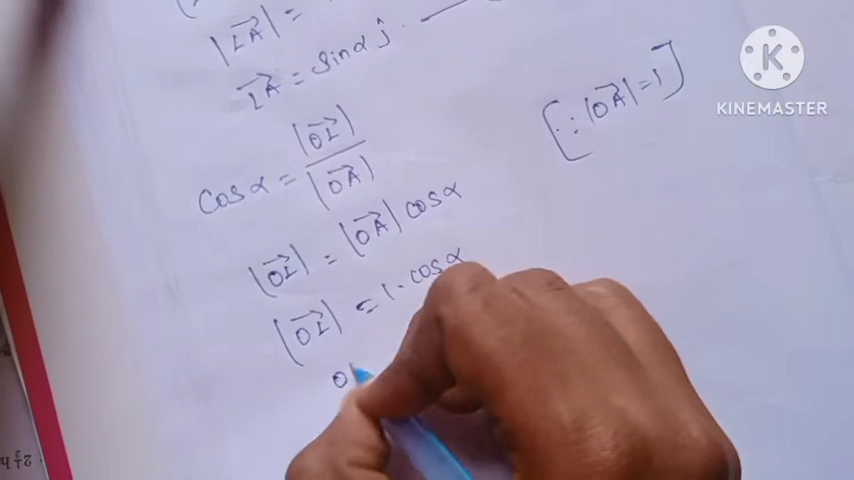 |LA⃗| =
LA⃗ = sinα ĵ
cosα = |OL⃗| / |OA⃗|
[∵ |OA⃗| = 1]
|OL⃗| = |OA⃗| cosα
|OL⃗| = 1. cosα
O
KINEMASTER